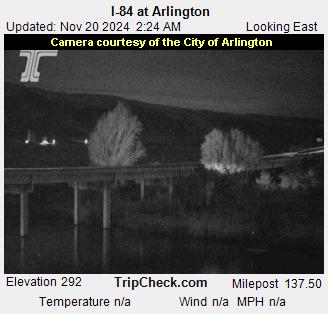 I-84 at Arlington
Updated: Nov 20 2024 2:24 AM Looking East
Camera courtesy of the City of Arlington
Elevation 292 TripCheck.com Milepost 137.50
Temperature n/a Wind n/a MPH n/a